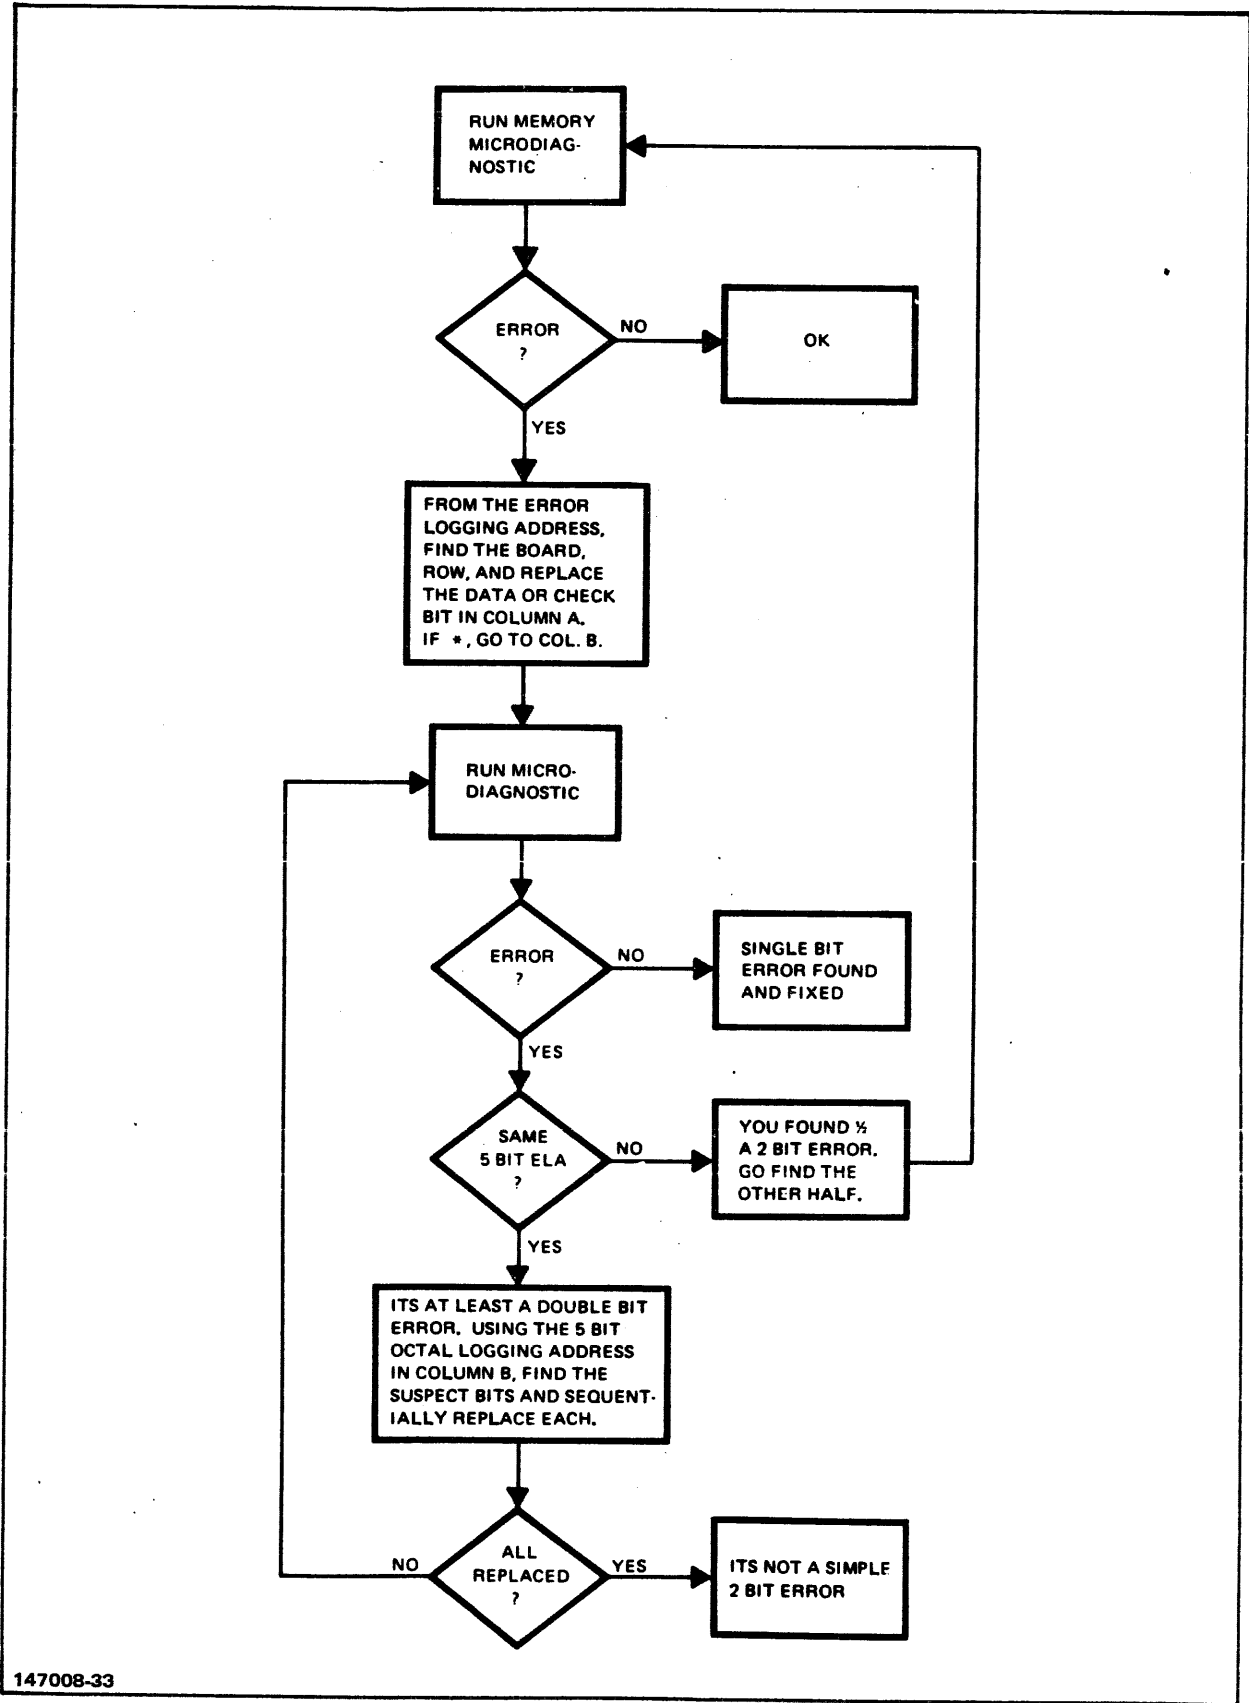 RUN MEMORY
MICRODIAG-
NOSTIC
ERROR
?
NO
OK
YES
FROM THE ERROR
LOGGING ADDRESS,
FIND THE BOARD,
ROW, AND REPLACE
THE DATA OR CHECK
BIT IN COLUMN A.
IF *, GO TO COL. B.
RUN MICRO-
DIAGNOSTIC
ERROR
?
NO
SINGLE BIT
ERROR FOUND
AND FIXED
YES
SAME
5 BIT ELA
?
NO
YOU FOUND ½
A 2 BIT ERROR.
GO FIND THE
OTHER HALF.
YES
ITS AT LEAST A DOUBLE BIT
ERROR. USING THE 5 BIT
OCTAL LOGGING ADDRESS
IN COLUMN B, FIND THE
SUSPECT BITS AND SEQUENT-
IALLY REPLACE EACH.
NO
ALL
REPLACED
?
YES
ITS NOT A SIMPLE
2 BIT ERROR
147008-33